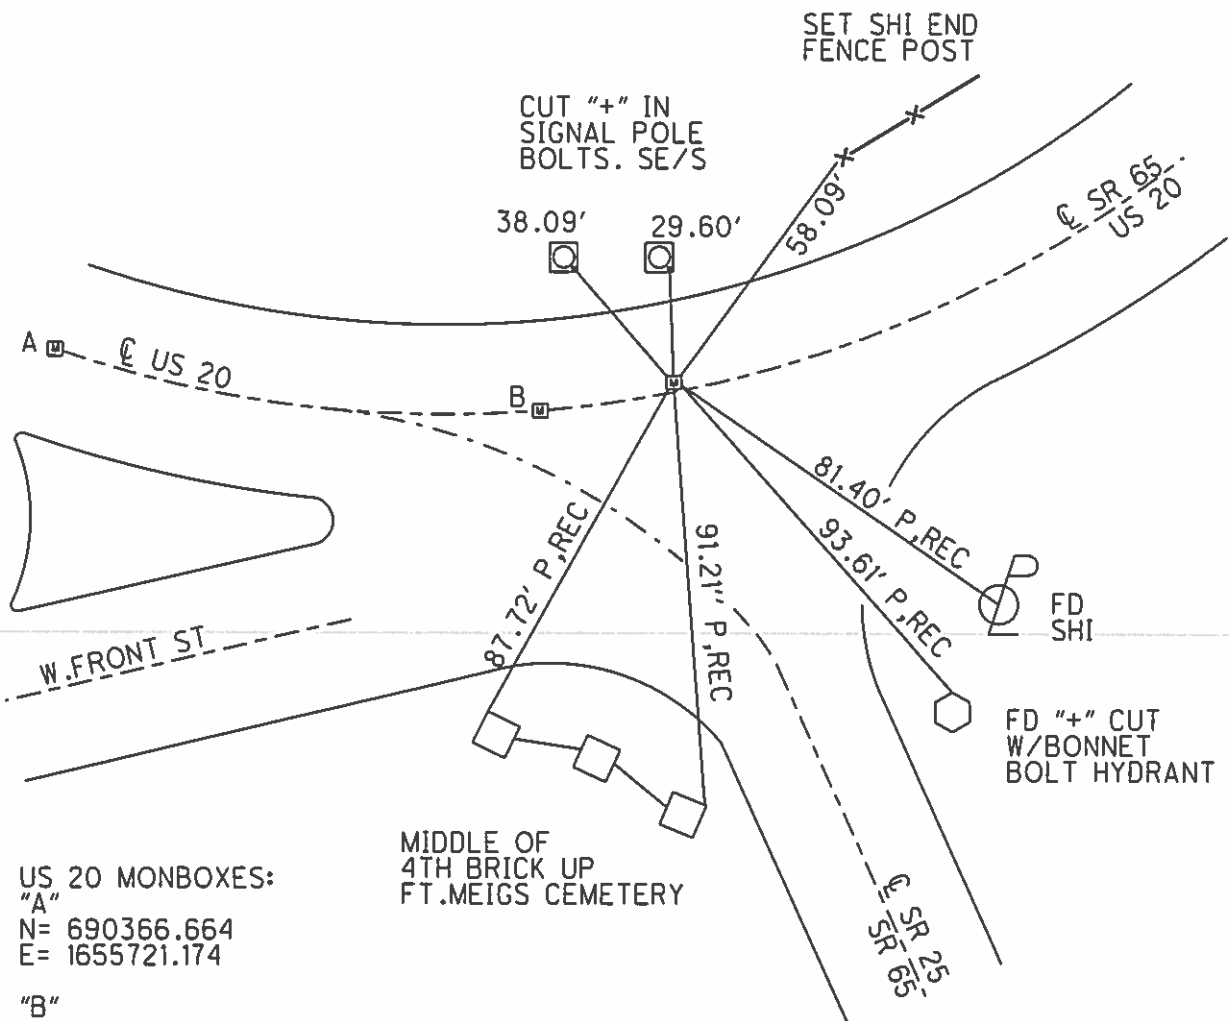 SET SHI END
FENCE POST
CUT "+" IN
SIGNAL POLE
BOLTS. SE/S
38.09'
29.60'
58.09'
℄ SR 65
US 20
A
℄ US 20
B
81.40' P,REC
93.61' P,REC
87.72' P,REC
91.21" P,REC
FD
SHI
W.FRONT ST
FD "+" CUT
W/BONNET
BOLT HYDRANT
MIDDLE OF
4TH BRICK UP
FT.MEIGS CEMETERY
℄ SR 25
SR 65
US 20 MONBOXES:
"A"
N= 690366.664
E= 1655721.174
"B"